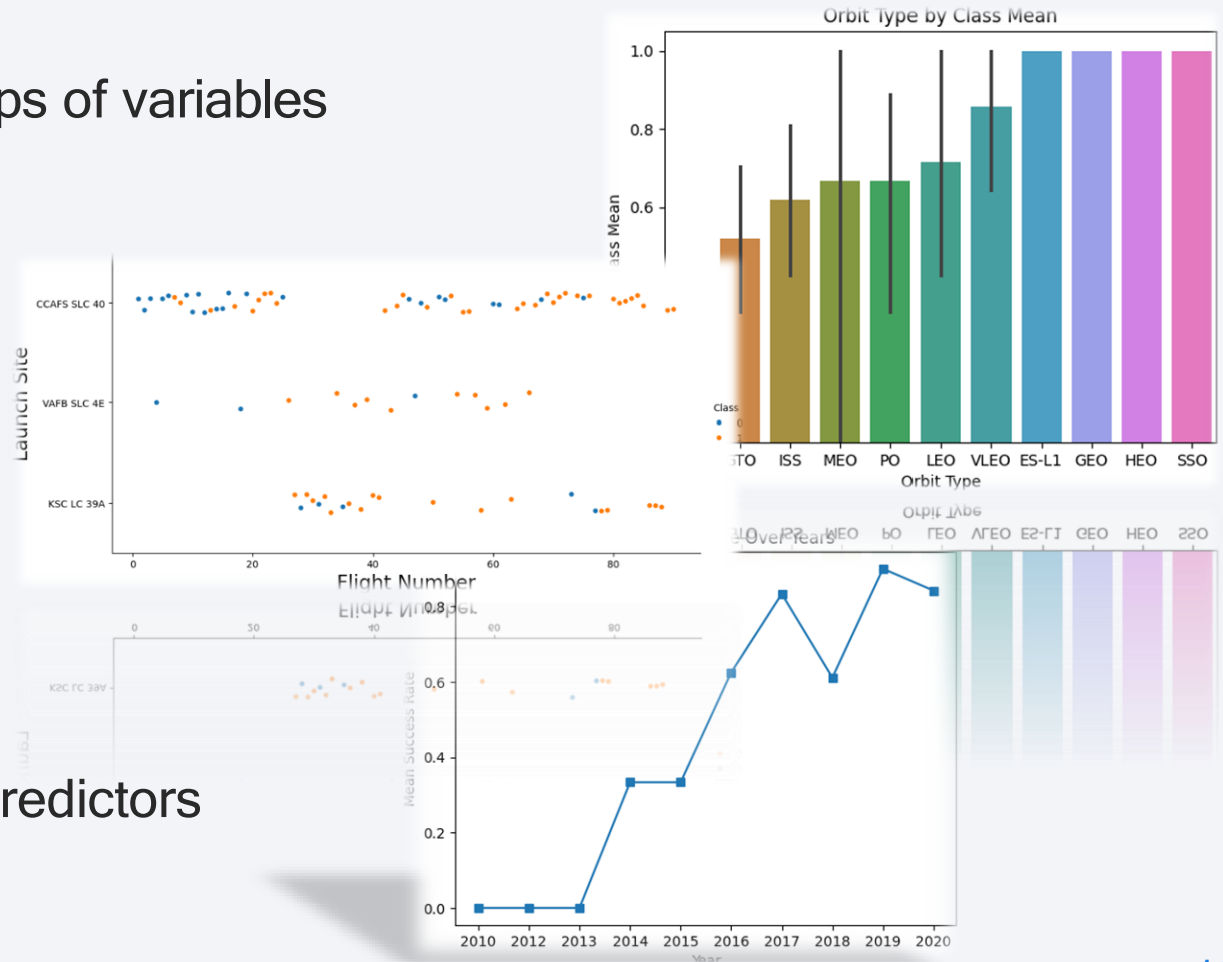 ps of variables
Orbit Type by Class Mean
1.0
0.8
0.6
ass Mean
Class
0
TO ISS MEO PO LEO VLEO ES-L1 GEO HEO SSO
Orbit Type
Launch Site
CCAFS SLC 40
VAFB SLC 4E
KSC LC 39A
0 20 40 60 80
Flight Number
e Over Years
Mean Success Rate
0.8
0.6
0.4
0.2
0.0
2010 2012 2013 2014 2015 2016 2017 2018 2019 2020
Year
redictors